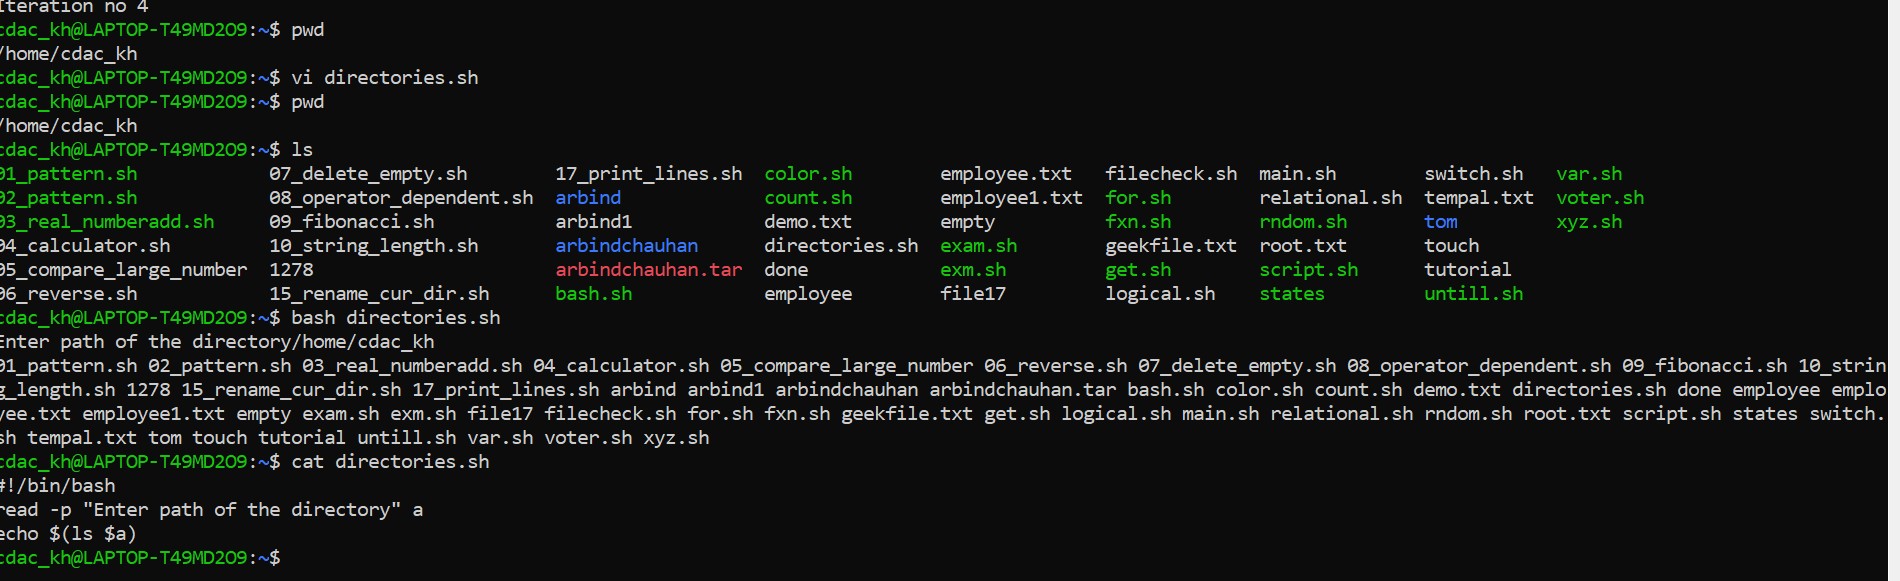 Iteration no 4
cdac_kh@LAPTOP-T49MD2O9:~$ pwd
/home/cdac_kh
cdac_kh@LAPTOP-T49MD2O9:~$ vi directories.sh
cdac_kh@LAPTOP-T49MD2O9:~$ pwd
/home/cdac_kh
cdac_kh@LAPTOP-T49MD2O9:~$ ls
01_pattern.sh 07_delete_empty.sh 17_print_lines.sh color.sh employee.txt filecheck.sh main.sh switch.sh var.sh
02_pattern.sh 08_operator_dependent.sh arbind count.sh employee1.txt for.sh relational.sh tempal.txt voter.sh
03_real_numberadd.sh 09_fibonacci.sh arbind1 demo.txt empty fxn.sh rndom.sh tom xyz.sh
04_calculator.sh 10_string_length.sh arbindchauhan directories.sh exam.sh geekfile.txt root.txt touch
05_compare_large_number 1278 arbindchauhan.tar done exm.sh get.sh script.sh tutorial
06_reverse.sh 15_rename_cur_dir.sh bash.sh employee file17 logical.sh states untill.sh
cdac_kh@LAPTOP-T49MD2O9:~$ bash directories.sh
Enter path of the directory/home/cdac_kh
01_pattern.sh 02_pattern.sh 03_real_numberadd.sh 04_calculator.sh 05_compare_large_number 06_reverse.sh 07_delete_empty.sh 08_operator_dependent.sh 09_fibonacci.sh 10_strin
g_length.sh 1278 15_rename_cur_dir.sh 17_print_lines.sh arbind arbind1 arbindchauhan arbindchauhan.tar bash.sh color.sh count.sh demo.txt directories.sh done employee emplo
yee.txt employee1.txt empty exam.sh exm.sh file17 filecheck.sh for.sh fxn.sh geekfile.txt get.sh logical.sh main.sh relational.sh rndom.sh root.txt script.sh states switch.
sh tempal.txt tom touch tutorial untill.sh var.sh voter.sh xyz.sh
cdac_kh@LAPTOP-T49MD2O9:~$ cat directories.sh
#!/bin/bash
read -p "Enter path of the directory" a
echo $(ls $a)
cdac_kh@LAPTOP-T49MD2O9:~$